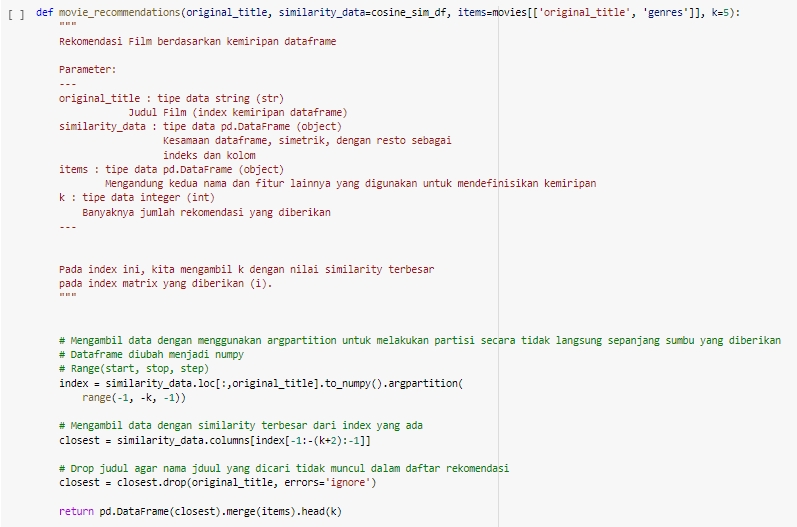 [ ] def movie_recommendations(original_title, similarity_data=cosine_sim_df, items=movies[['original_title', 'genres']], k=5):
"""
Rekomendasi Film berdasarkan kemiripan dataframe
Parameter:
---
original_title : tipe data string (str)
Judul Film (index kemiripan dataframe)
similarity_data : tipe data pd.DataFrame (object)
Kesamaan dataframe, simetrik, dengan resto sebagai
indeks dan kolom
items : tipe data pd.DataFrame (object)
Mengandung kedua nama dan fitur lainnya yang digunakan untuk mendefinisikan kemiripan
k : tipe data integer (int)
Banyaknya jumlah rekomendasi yang diberikan
---
Pada index ini, kita mengambil k dengan nilai similarity terbesar
pada index matrix yang diberikan (i).
"""
# Mengambil data dengan menggunakan argpartition untuk melakukan partisi secara tidak langsung sepanjang sumbu yang diberikan
# Dataframe diubah menjadi numpy
# Range(start, stop, step)
index = similarity_data.loc[:,original_title].to_numpy().argpartition(
range(-1, -k, -1))
# Mengambil data dengan similarity terbesar dari index yang ada
closest = similarity_data.columns[index[-1:-(k+2):-1]]
# Drop judul agar nama jduul yang dicari tidak muncul dalam daftar rekomendasi
closest = closest.drop(original_title, errors='ignore')
return pd.DataFrame(closest).merge(items).head(k)